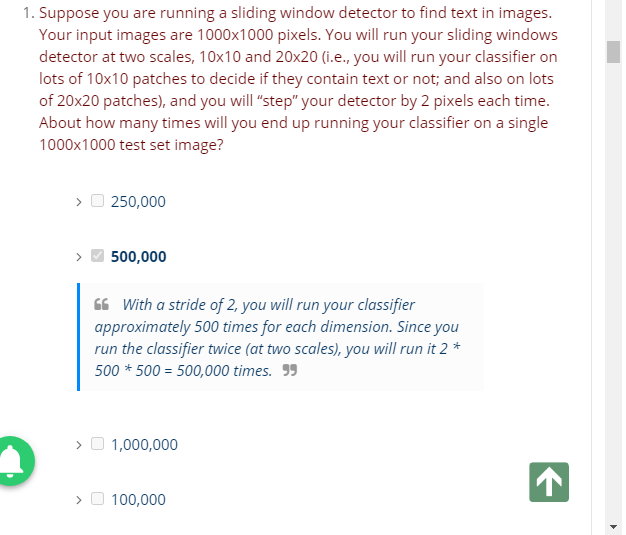 1. Suppose you are running a sliding window detector to find text in images.
Your input images are 1000x1000 pixels. You will run your sliding windows
detector at two scales, 10x10 and 20x20 (i.e., you will run your classifier on
lots of 10x10 patches to decide if they contain text or not; and also on lots
of 20x20 patches), and you will “step” your detector by 2 pixels each time.
About how many times will you end up running your classifier on a single
1000x1000 test set image?
250,000
500,000
“ With a stride of 2, you will run your classifier
approximately 500 times for each dimension. Since you
run the classifier twice (at two scales), you will run it 2 *
500 * 500 = 500,000 times. ”
1,000,000
100,000